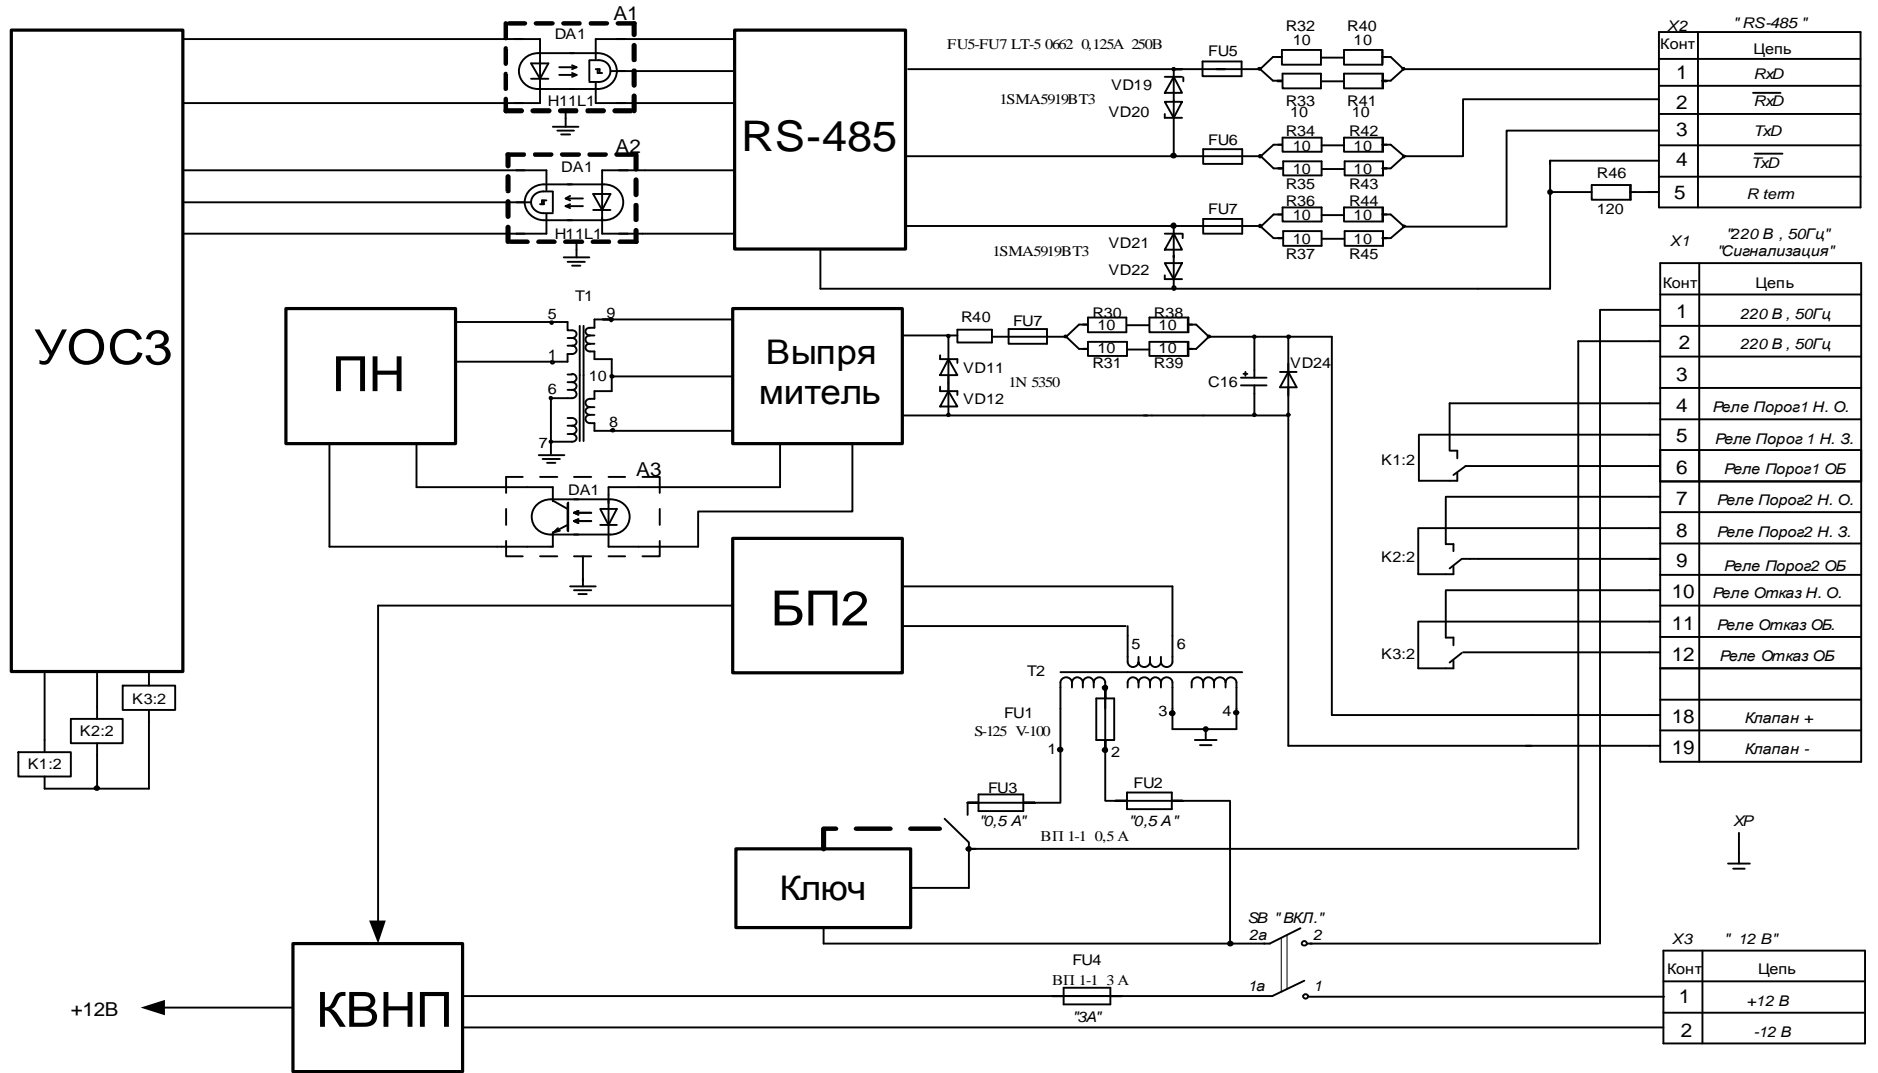 A1
DA1
H11L1
A2
DA1
H11L1
УОСЗ
RS-485
FU5-FU7 LT-5 0662 0,125A 250В
VD19
1SMA5919BT3
VD20
FU5
R32
10
R40
10
R33
10
R41
10
FU6
R34
10
R42
10
10
R35
10
R43
FU7
R36
10
R44
10
10
R37
10
R45
VD21
1SMA5919BT3
VD22
R46
120
X2 "RS-485"
Конт Цепь
1 RxD
2 RxD
3 TxD
4 TxD
5 R term
X1 "220 В , 50Гц"
"Сигнализация"
Конт Цепь
1 220 В , 50Гц
2 220 В , 50Гц
3
4 Реле Порог1 Н. О.
5 Реле Порог 1 Н. З.
6 Реле Порог1 ОБ
7 Реле Порог2 Н. О.
8 Реле Порог2 Н. З.
9 Реле Порог2 ОБ
10 Реле Отказ Н. О.
11 Реле Отказ ОБ.
12 Реле Отказ ОБ
18 Клапан +
19 Клапан -
K1:2
K2:2
K3:2
ПН
T1
5
1
6
7
9
10
8
Выпря
митель
R40
FU7
R30
10
R38
10
10
R31
10
R39
VD11
1N 5350
VD12
C16
+
VD24
A3
DA1
БП2
5
6
T2
FU1
S-125 V-100
1
2
3
4
FU3
"0,5 А"
FU2
"0,5 А"
ВП 1-1 0,5 А
Ключ
K3:2
K2:2
K1:2
SB "ВКЛ."
2а
2
1а
1
FU4
ВП 1-1 3 А
"3А"
КВНП
+12В
XP
X3 " 12 В"
Конт Цепь
1 +12 В
2 -12 В